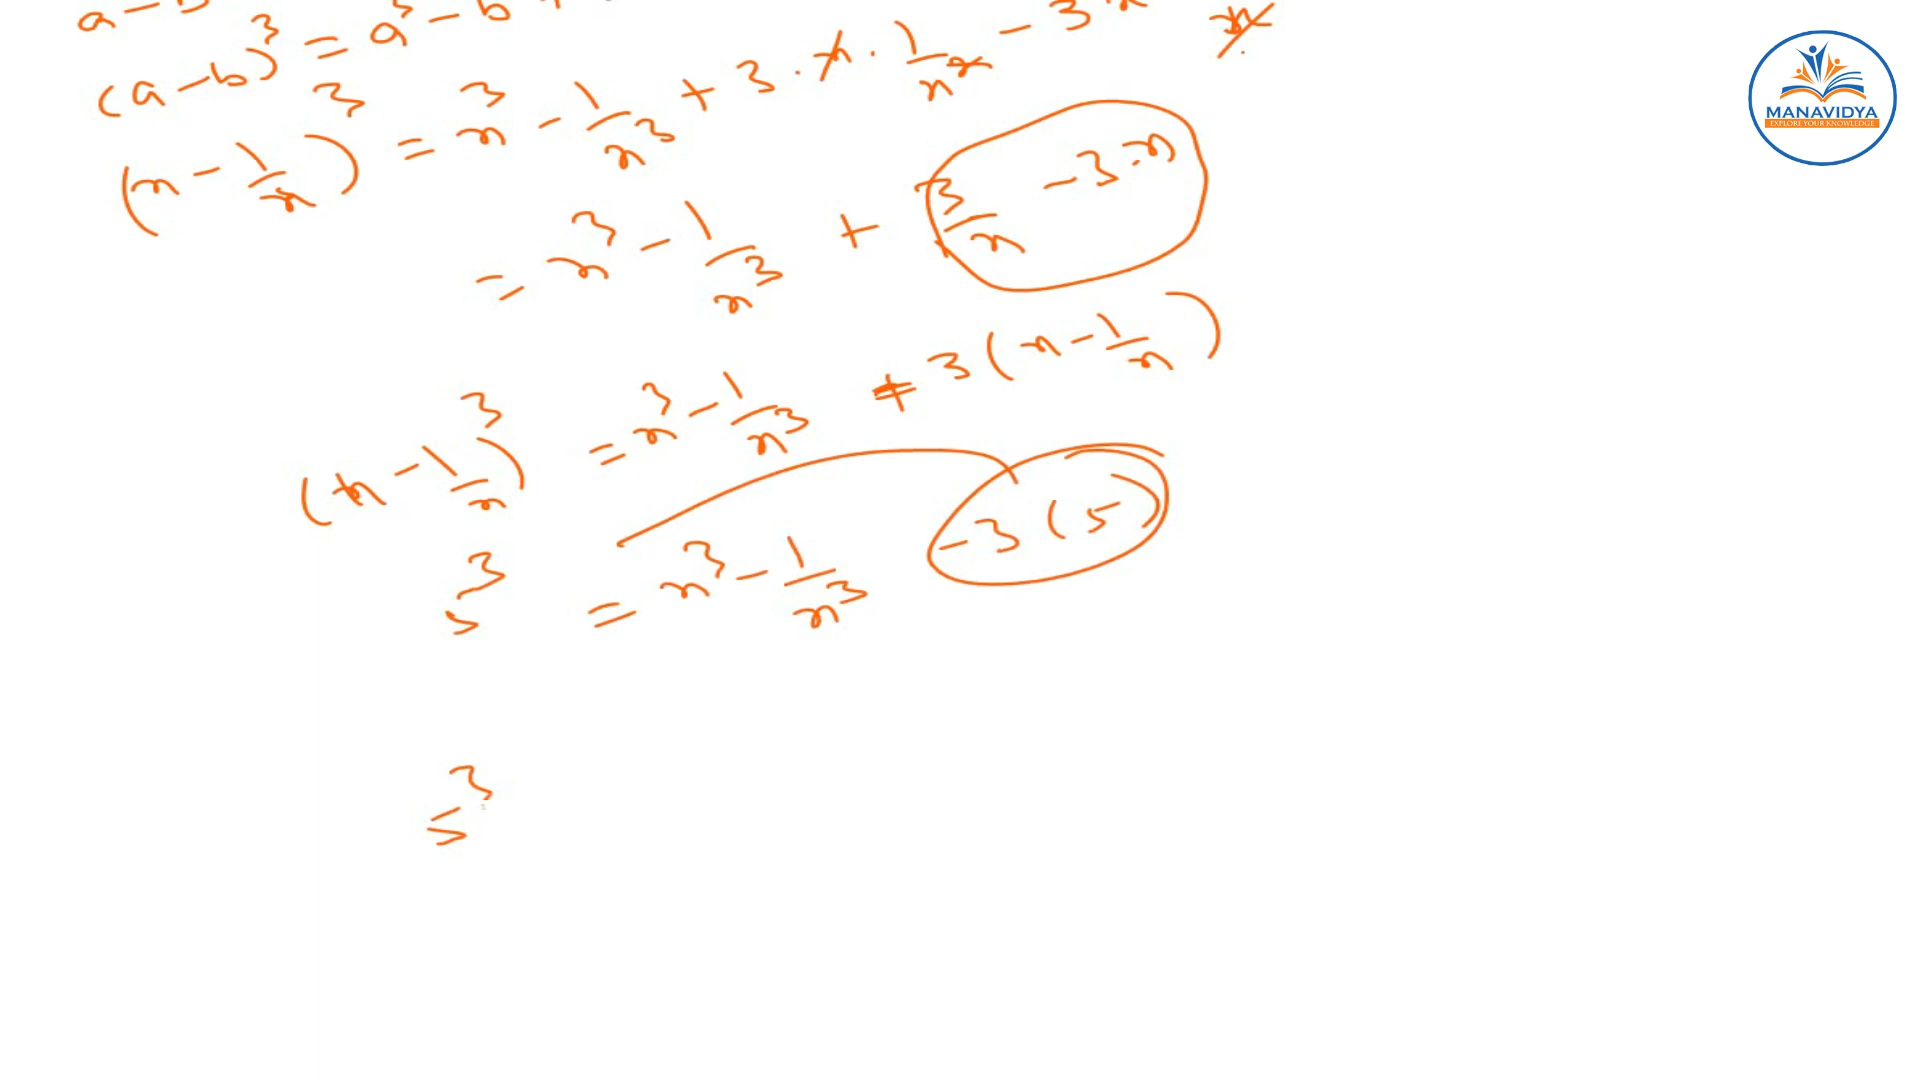 a - b
(a - b)³ = a³ - b
(x - 1/x)³ = x³ - 1/x³ + 3 · x · 1/x² - 3 x
= x³ - 1/x³ + 3/x - 3·x
(x - 1/x)³ = x³ - 1/x³ - 3(x - 1/x)
5³ = x³ - 1/x³ - 3(5)
5³
MANAVIDYA
EXPLORE YOUR KNOWLEDGE